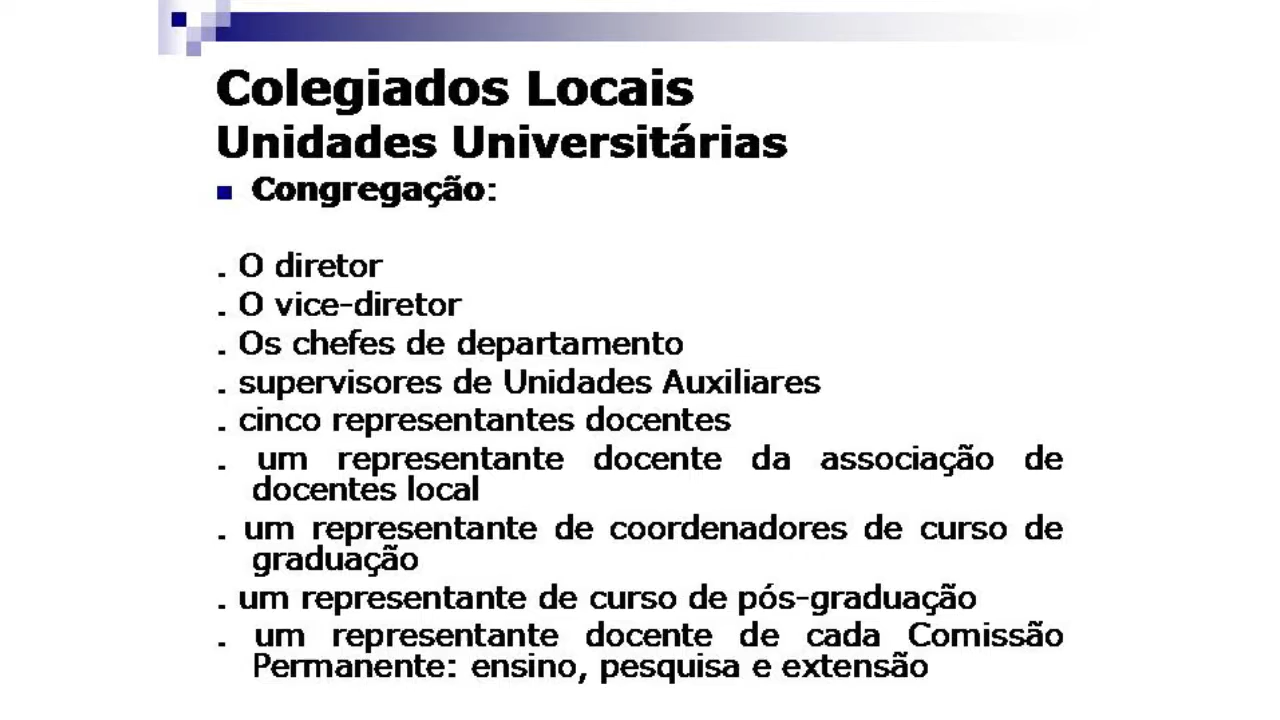 Colegiados Locais
Unidades Universitárias
Congregação:
. O diretor
. O vice-diretor
. Os chefes de departamento
. supervisores de Unidades Auxiliares
. cinco representantes docentes
. um representante docente da associação de
docentes local
. um representante de coordenadores de curso de
graduação
. um representante de curso de pós-graduação
. um representante docente de cada Comissão
Permanente: ensino, pesquisa e extensão